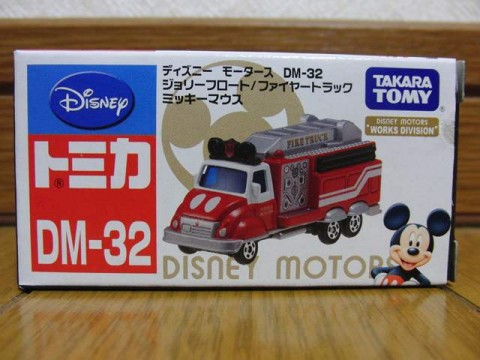 Disney
トミカ
®
DM-32
ディズニー モータース DM-32
ジョリーフロート/ファイヤートラック
ミッキーマウス
TAKARA
TOMY
DISNEY MOTORS
"WORKS DIVISION"
FIRE TRUCK
DISNEY MOTORS